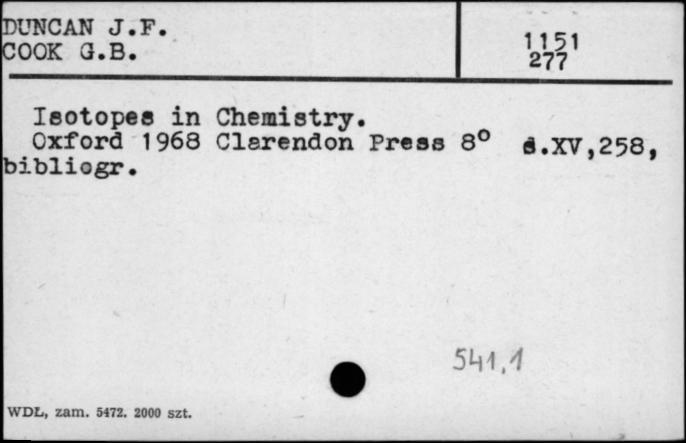 DUNCAN J.F.
COOK G.B.
1151
277
Isotopes in Chemistry.
Oxford 1968 Clarendon Press 8° s.XV,258,
bibliogr.
541.1
WDŁ, zam. 5472. 2000 szt.